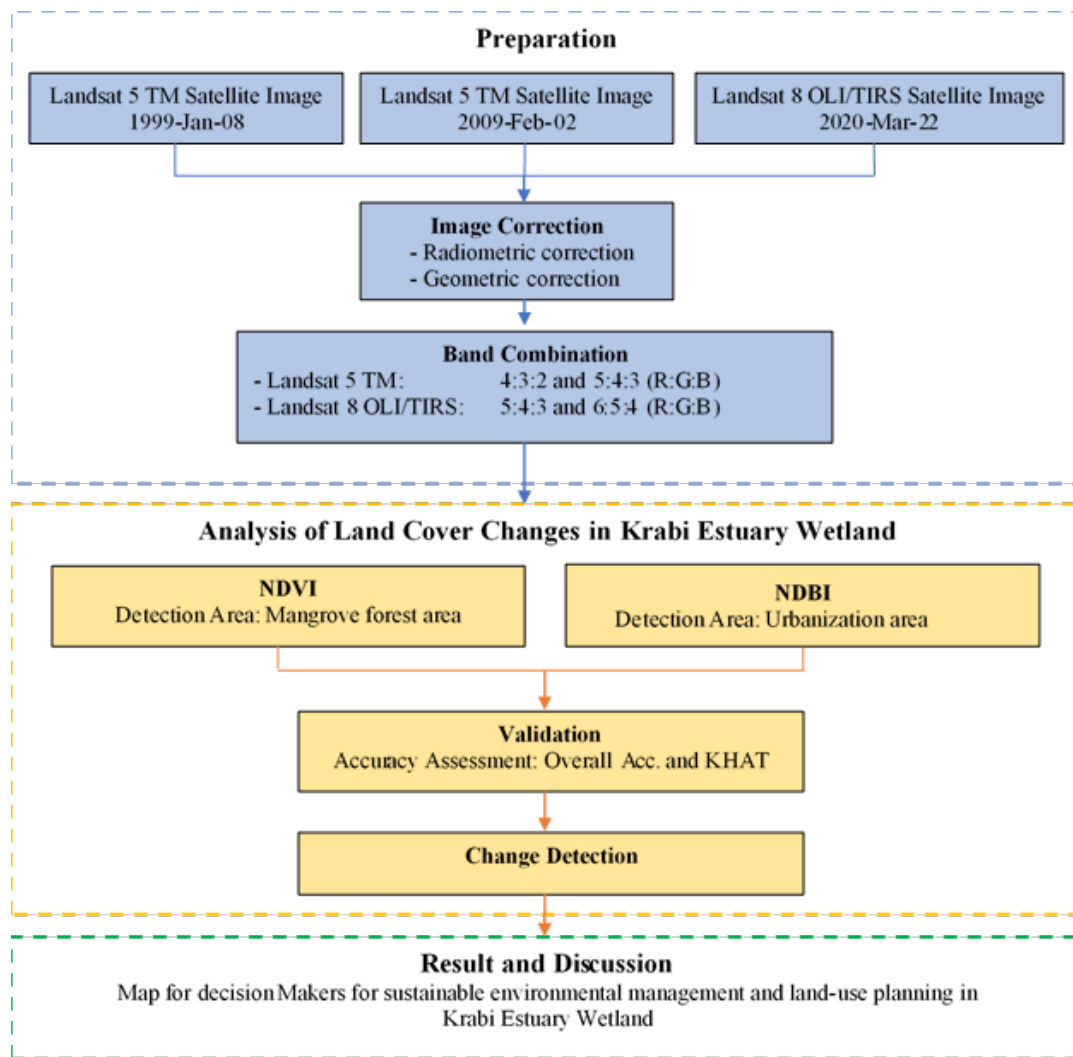 Preparation
Landsat 5 TM Satellite Image
1999-Jan-08
Landsat 5 TM Satellite Image
2009-Feb-02
Landsat 8 OLI/TIRS Satellite Image
2020-Mar-22
Image Correction
- Radiometric correction
- Geometric correction
Band Combination
- Landsat 5 TM: 4:3:2 and 5:4:3 (R:G:B)
- Landsat 8 OLI/TIRS: 5:4:3 and 6:5:4 (R:G:B)
Analysis of Land Cover Changes in Krabi Estuary Wetland
NDVI
Detection Area: Mangrove forest area
NDBI
Detection Area: Urbanization area
Validation
Accuracy Assessment: Overall Acc. and KHAT
Change Detection
Result and Discussion
Map for decision Makers for sustainable environmental management and land-use planning in
Krabi Estuary Wetland